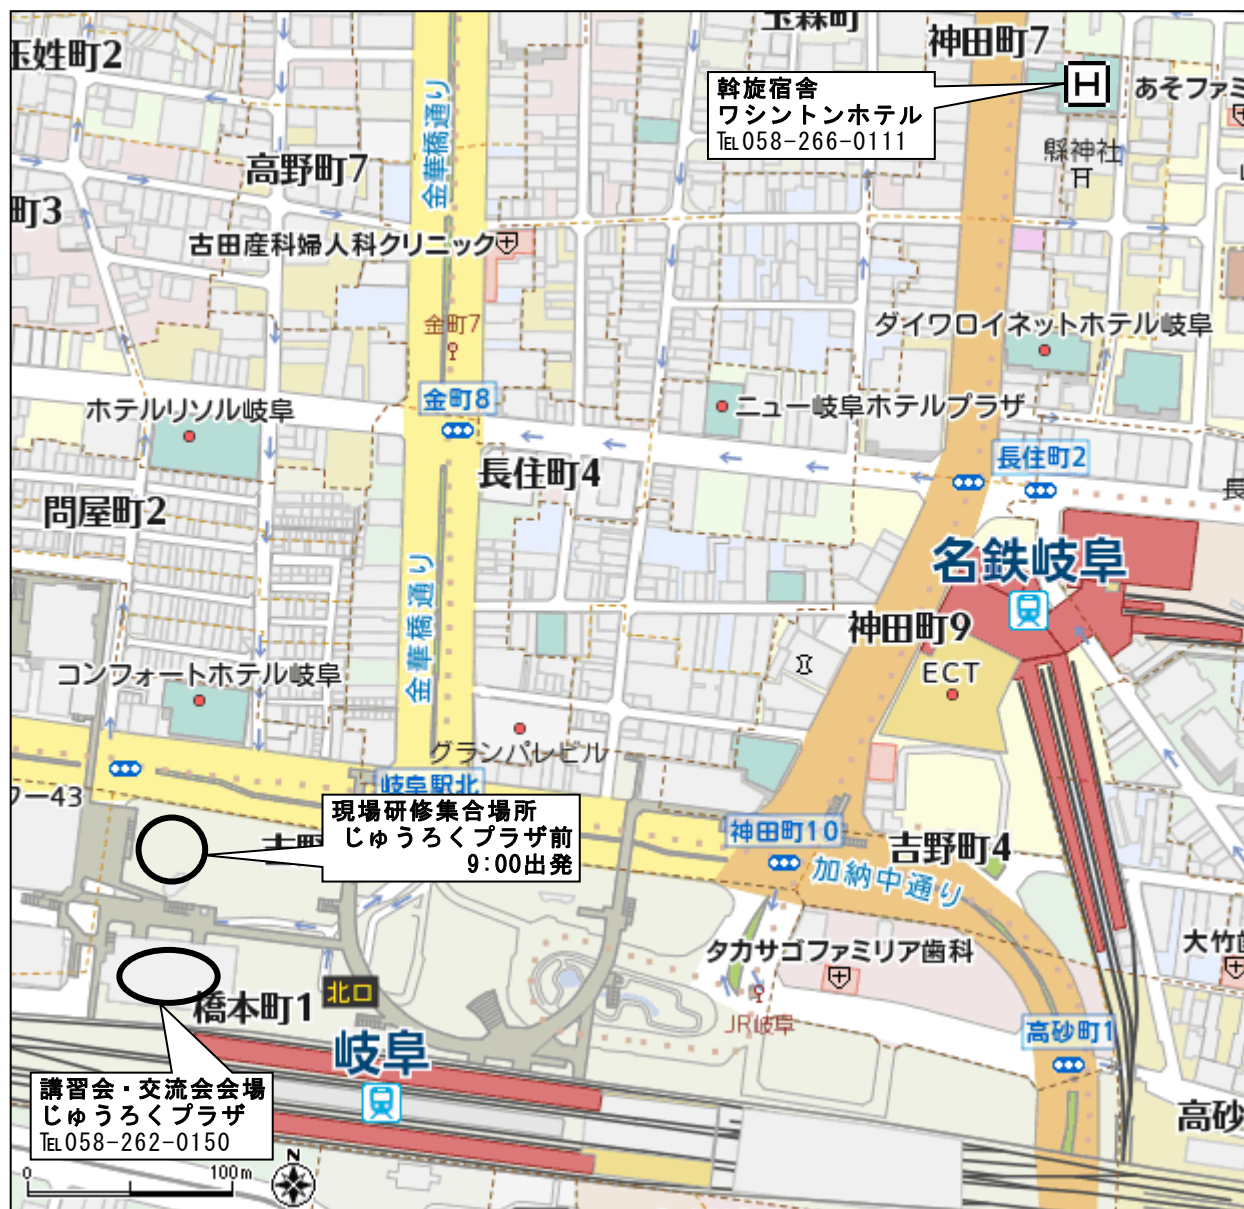 玉姓町2
玉森町
神田町7
金華橋通り
斡旋宿舎
ワシントンホテル
℡058-266-0111
H
あそファミ
縣神社
高野町7
町3
古田産科婦人科クリニック
金町7
ダイワロイネットホテル岐阜
金町8
ホテルリソル岐阜
ニュー岐阜ホテルプラザ
長住町2
長住町4
長
問屋町2
名鉄岐阜
金華橋通り
神田町9
ECT
コンフォートホテル岐阜
グランパレビル
岐阜駅北
ワー43
現場研修集合場所
じゅうろくプラザ前
9:00出発
吉野
神田町10
吉野町4
加納中通り
タカサゴファミリア歯科
大竹歯
北口
橋本町1
JR岐阜
高砂町1
岐阜
講習会・交流会会場
じゅうろくプラザ
℡058-262-0150
高砂
0
100m
N